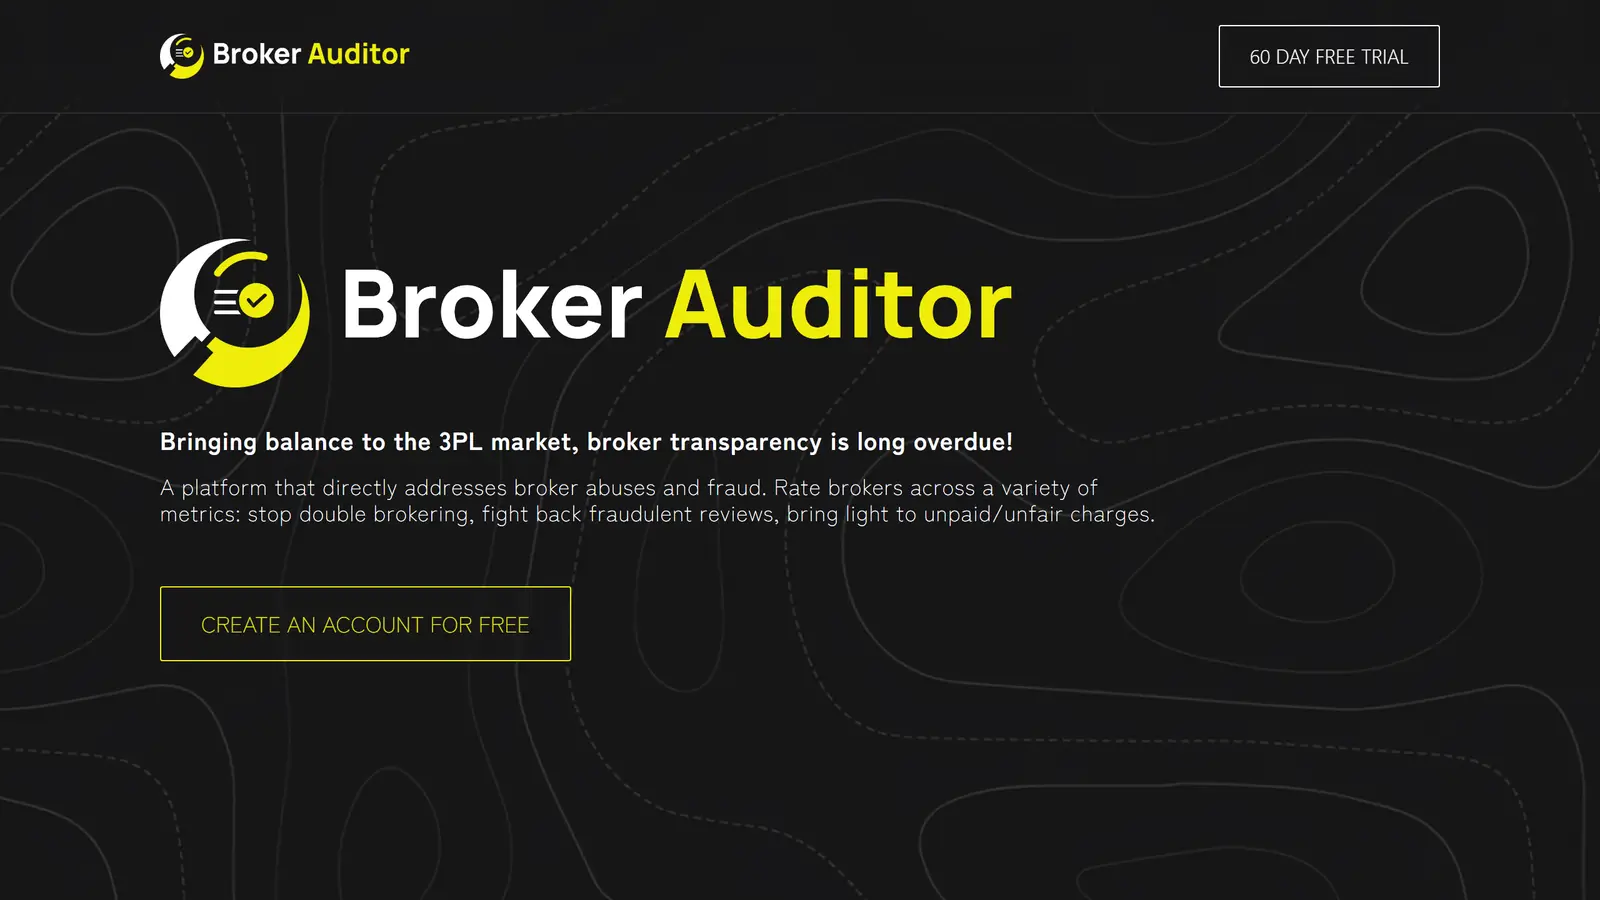 Broker Auditor
60 DAY FREE TRIAL
Broker Auditor
Bringing balance to the 3PL market, broker transparency is long overdue!
A platform that directly addresses broker abuses and fraud. Rate brokers across a variety of
metrics: stop double brokering, fight back fraudulent reviews, bring light to unpaid/unfair charges.
CREATE AN ACCOUNT FOR FREE